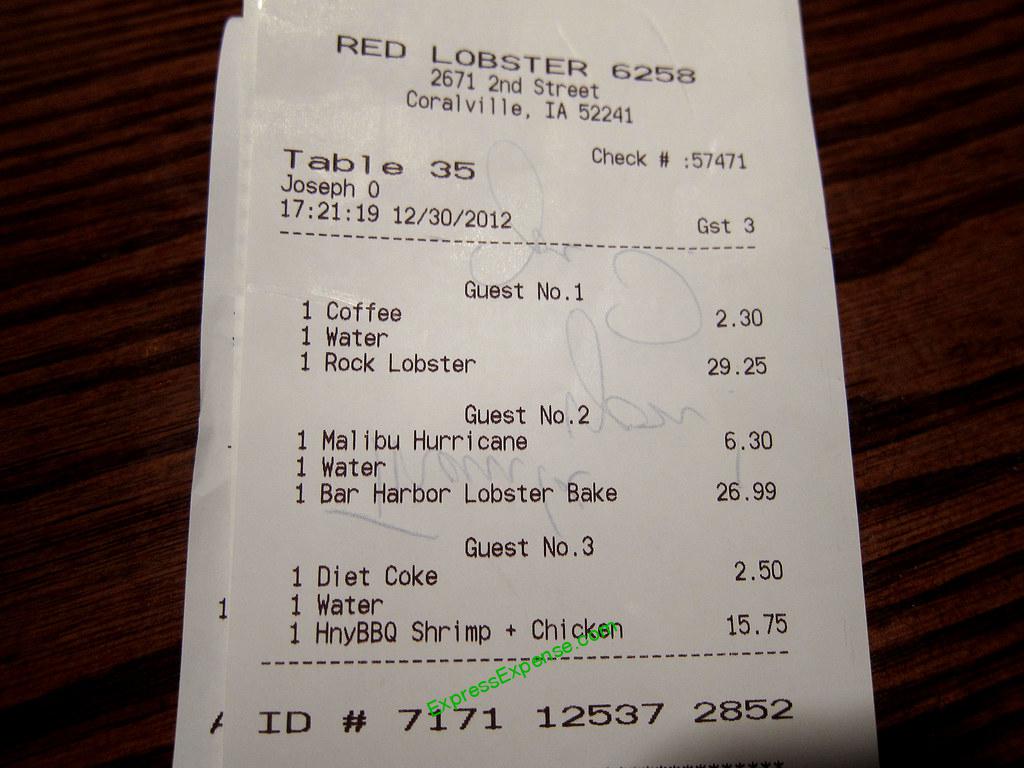 RED LOBSTER 6258
2671 2nd Street
Coralville, IA 52241
Table 35 Check # :57471
Joseph O
17:21:19 12/30/2012 Gst 3
Guest No.1
1 Coffee 2.30
1 Water
1 Rock Lobster 29.25
Guest No.2
1 Malibu Hurricane 6.30
1 Water
1 Bar Harbor Lobster Bake 26.99
Guest No.3
1 Diet Coke 2.50
1 Water
1 HnyBBQ Shrimp + Chicken 15.75
ExpressExpense.com
ID # 7171 12537 2852
1
A